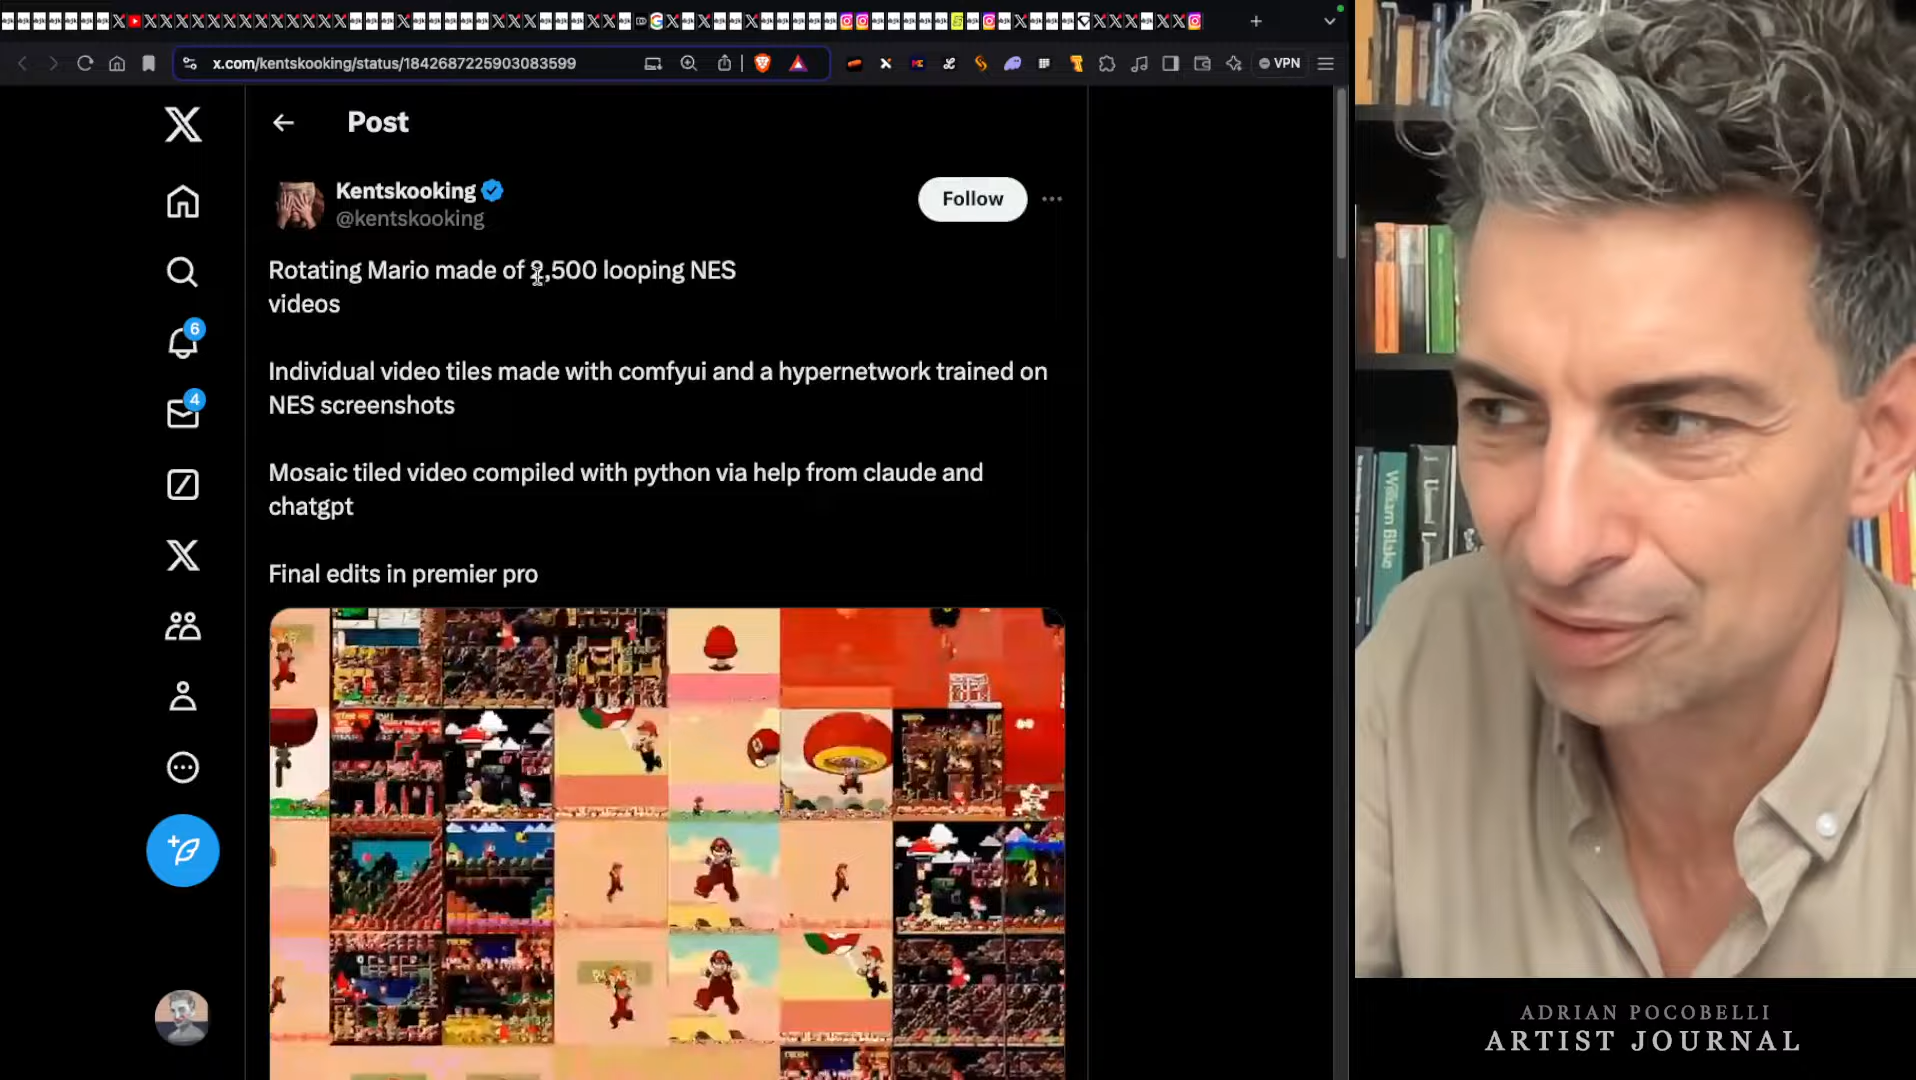 x.com/kentskooking/status/1842687225903083599
VPN
Post
Kentskooking
@kentskooking
Follow
6
4
Rotating Mario made of 2,500 looping NES
videos
Individual video tiles made with comfyui and a hypernetwork trained on
NES screenshots
Mosaic tiled video compiled with python via help from claude and
chatgpt
Final edits in premier pro
William Blake
ADRIAN POCOBELLI
ARTIST JOURNAL